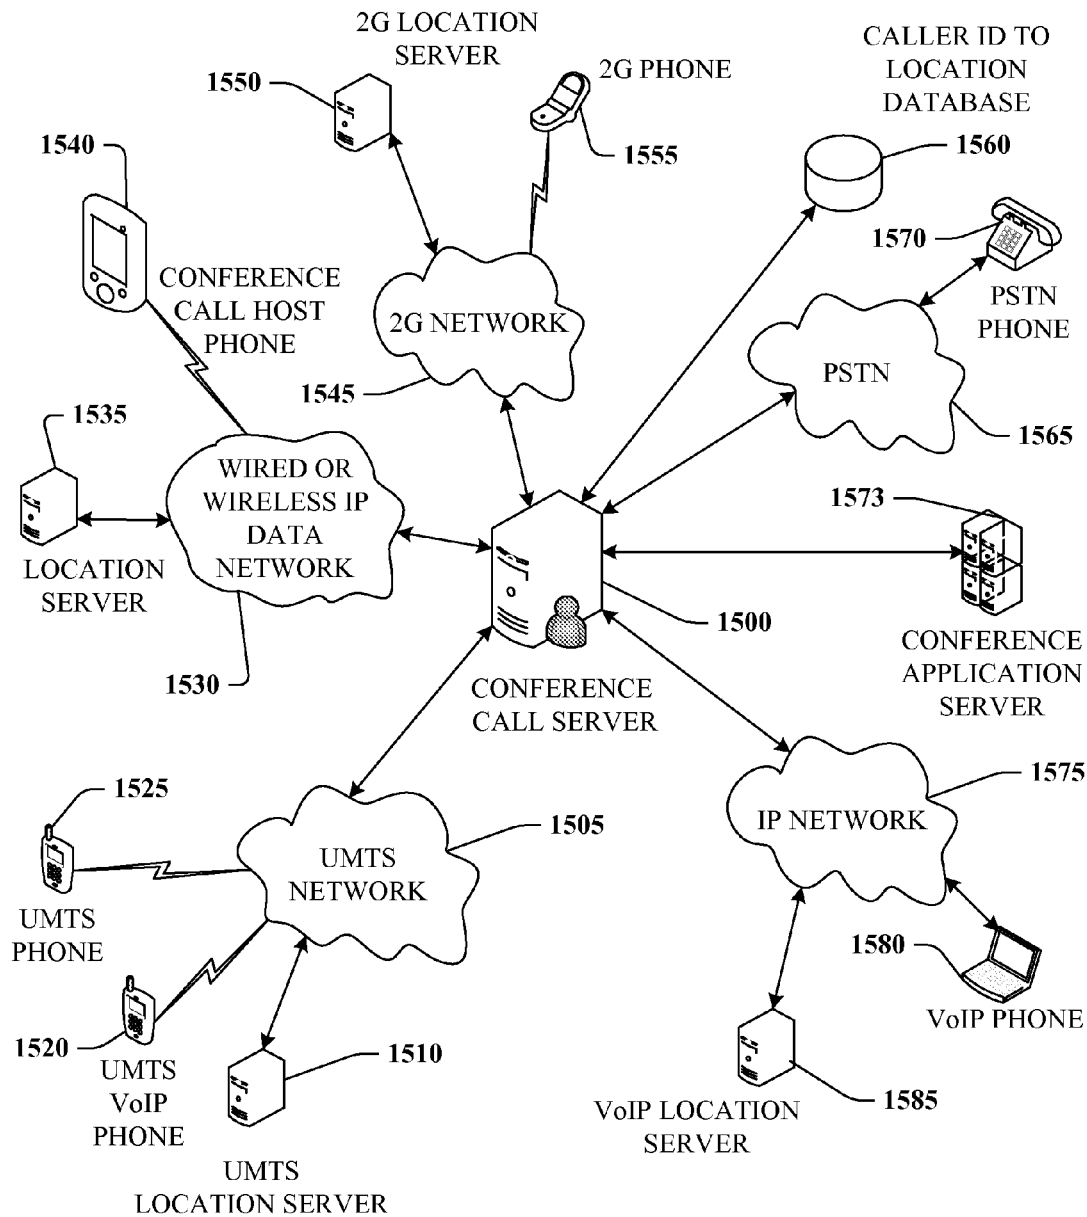 2G LOCATION
SERVER
1550
2G PHONE
1555
CALLER ID TO
LOCATION
DATABASE
1560
1540
CONFERENCE
CALL HOST
PHONE
2G NETWORK
1545
1570
PSTN
PHONE
PSTN
1565
1535
LOCATION
SERVER
WIRED OR
WIRELESS IP
DATA
NETWORK
1530
1573
CONFERENCE
APPLICATION
SERVER
1500
CONFERENCE
CALL SERVER
1525
UMTS
PHONE
UMTS
NETWORK
1505
1520
UMTS
VoIP
PHONE
1510
UMTS
LOCATION SERVER
IP NETWORK
1575
1580
VoIP PHONE
1585
VoIP LOCATION
SERVER